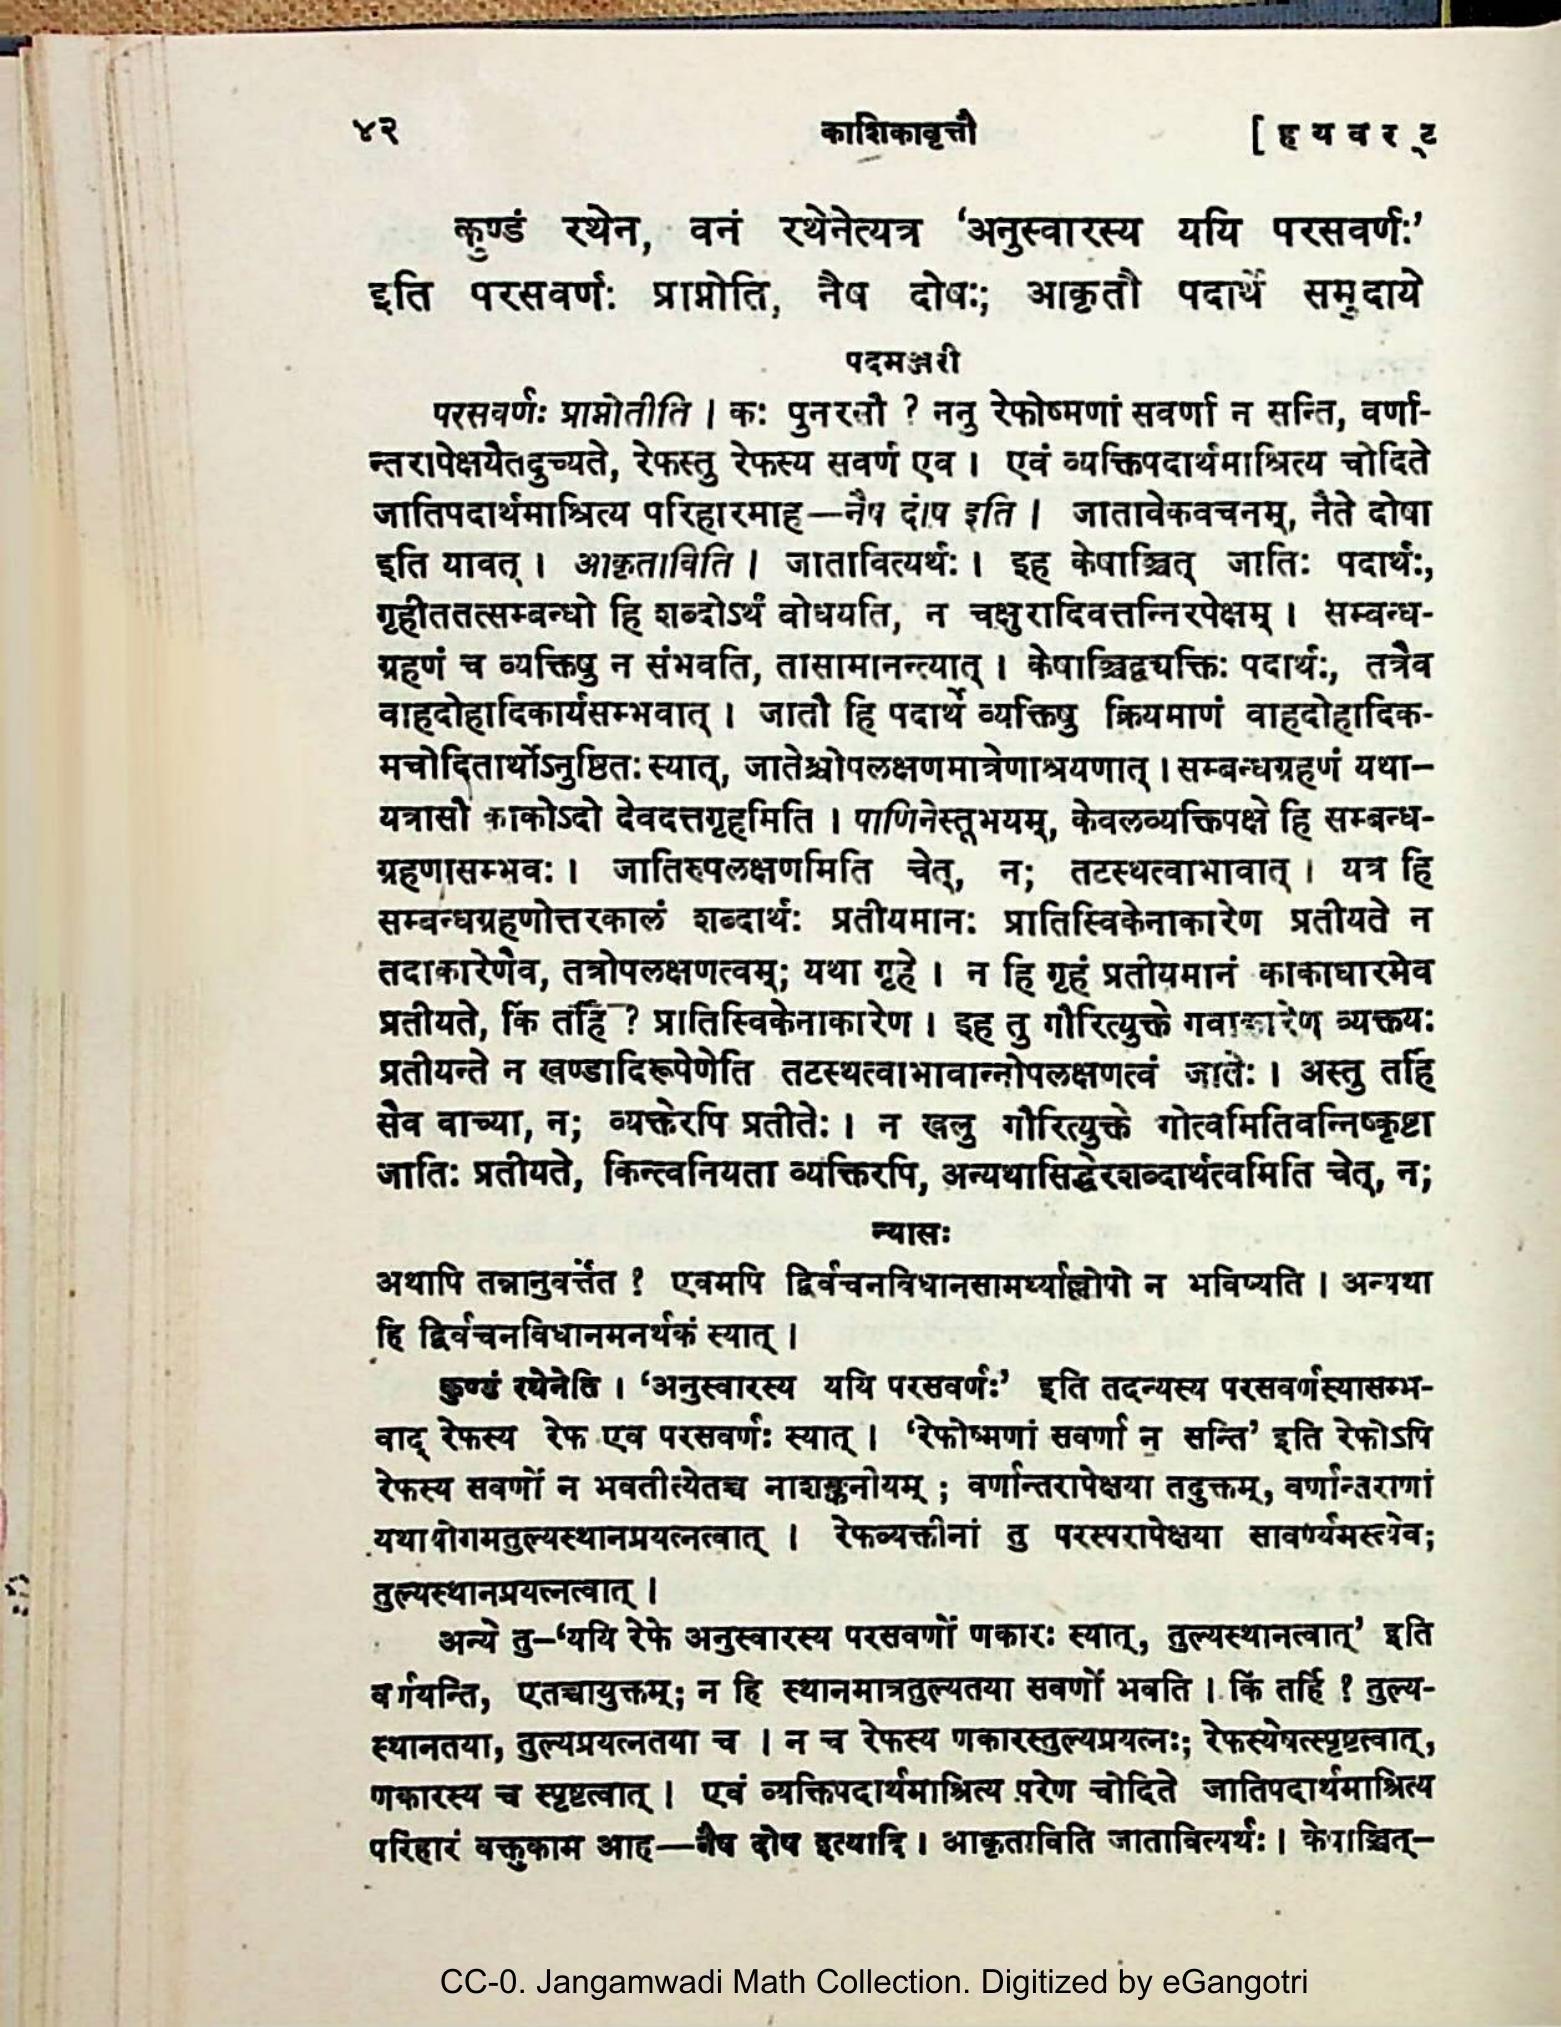 ४२ काशिकावृत्तौ [ ह य व र ट्
कुण्डं रथेन, वनं रथेनेत्यत्र ‘अनुस्वारस्य ययि परसवर्णः’
इति परसवर्णः प्राप्नोति, नैष दोषः; आकृतौ पदार्थे समुदाये
पदमञ्जरी
परसवर्णः प्राप्नोतीति । कः पुनरसौ ? ननु रेफोष्मणां सवर्णा न सन्ति, वर्णा-
न्तरापेक्षयैतदुच्यते, रेफस्तु रेफस्य सवर्ण एव । एवं व्यक्तिपदार्थमाश्रित्य चोदिते
जातिपदार्थमाश्रित्य परिहारमाह—नैष दोष इति । जातावेकवचनम्, नैते दोषा
इति यावत् । आकृताविति । जातावित्यर्थः । इह केषाञ्चित् जातिः पदार्थः,
गृहीततत्सम्बन्धो हि शब्दोऽर्थं बोधयति, न चक्षुरादिवत्तन्निरपेक्षम् । सम्बन्ध-
ग्रहणं च व्यक्तिषु न संभवति, तासामानन्त्यात् । केषाञ्चिद्व्यक्तिः पदार्थः, तत्रैव
वाहदोहादिकार्यसम्भवात् । जातौ हि पदार्थे व्यक्तिषु क्रियमाणं वाहदोहादिक-
मचोदितार्थोऽनुष्ठितः स्यात्, जातेश्चोपलक्षणमात्रेणाश्रयणात् । सम्बन्धग्रहणं यथा—
यत्रासौ काकोऽदो देवदत्तगृहमिति । पाणिनेस्तूभयम्, केवलव्यक्तिपक्षे हि सम्बन्ध-
ग्रहणासम्भवः । जातिरुपलक्षणमिति चेत्, न; तटस्थत्वाभावात् । यत्र हि
सम्बन्धग्रहणोत्तरकालं शब्दार्थः प्रतीयमानः प्रातिस्विकेनाकारेण प्रतीयते न
तदाकारेणैव, तत्रोपलक्षणत्वम्; यथा गृहे । न हि गृहं प्रतीयमानं काकाधारमेव
प्रतीयते, किं तर्हि ? प्रातिस्विकेनाकारेण । इह तु गौरित्युक्ते गवाकारेण व्यक्तयः
प्रतीयन्ते न खण्डादिरूपेणेति तटस्थत्वाभावान्नोपलक्षणत्वं जातेः । अस्तु तर्हि
सैव वाच्या, न; व्यक्तेरपि प्रतीतेः । न खलु गौरित्युक्ते गोत्वमितिवन्निष्कृष्टा
जातिः प्रतीयते, किन्त्वनियता व्यक्तिरपि, अन्यथासिद्धेरशब्दार्थत्वमिति चेत्, न;
न्यासः
अथापि तन्नानुवर्त्तेत ? एवमपि द्विर्वचनविधानसामर्थ्याल्लोपो न भविष्यति । अन्यथा
हि द्विर्वचनविधानमनर्थकं स्यात् ।
कुण्डं रथेनेति । ‘अनुस्वारस्य ययि परसवर्णः’ इति तदन्यस्य परसवर्णस्यासम्भ-
वाद् रेफस्य रेफ एव परसवर्णः स्यात् । ‘रेफोष्मणां सवर्णा न सन्ति’ इति रेफोऽपि
रेफस्य सवर्णो न भवतीत्येतच्च नाशङ्कनीयम् ; वर्णान्तरापेक्षया तदुक्तम्, वर्णान्तराणां
यथायोगमतुल्यस्थानप्रयत्नत्वात् । रेफव्यक्तीनां तु परस्परापेक्षया सावर्ण्यमस्त्येव;
तुल्यस्थानप्रयत्नत्वात् ।
अन्ये तु—‘ययि रेफे अनुस्वारस्य परसवर्णो णकारः स्यात्, तुल्यस्थानत्वात्’ इति
वर्णयन्ति, एतच्चायुक्तम्; न हि स्थानमात्रतुल्यतया सवर्णो भवति । किं तर्हि ? तुल्य-
स्थानतया, तुल्यप्रयत्नतया च । न च रेफस्य णकारस्तुल्यप्रयत्नः; रेफस्येषत्स्पृष्टत्वात्,
णकारस्य च स्पृष्टत्वात् । एवं व्यक्तिपदार्थमाश्रित्य परेण चोदिते जातिपदार्थमाश्रित्य
परिहारं वक्तुकाम आह—नैष दोष इत्यादि । आकृताविति जातावित्यर्थः । केषाञ्चित्—
CC-0. Jangamwadi Math Collection. Digitized by eGangotri